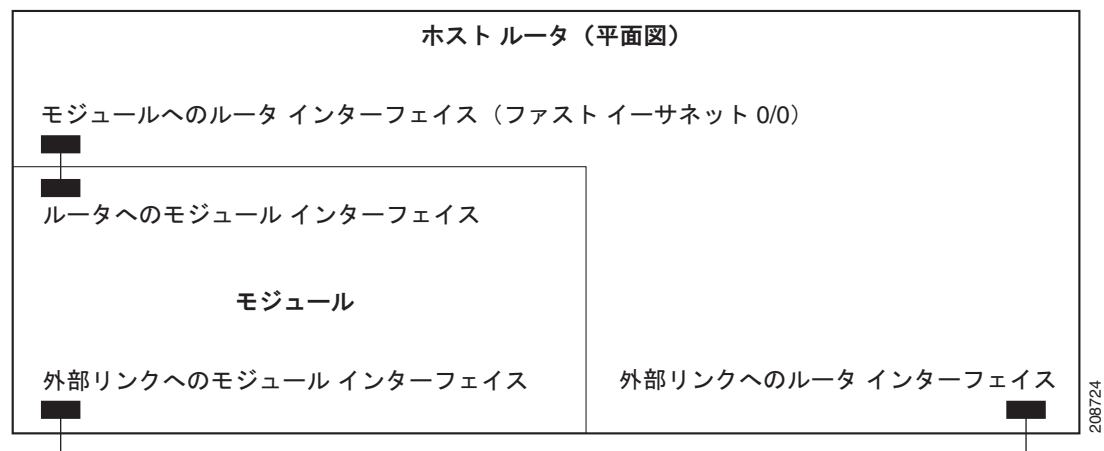 ホスト ルータ（平面図）
モジュールへのルータ インターフェイス（ファスト イーサネット 0/0）
ルータへのモジュール インターフェイス
モジュール
外部リンクへのモジュール インターフェイス
外部リンクへのルータ インターフェイス
208724